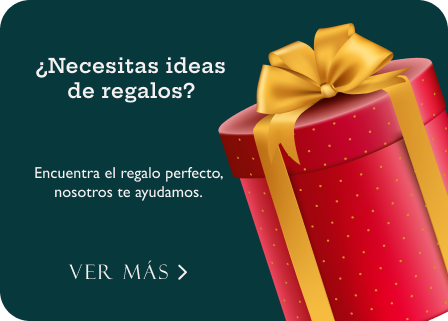 ¿Necesitas ideas
de regalos?
Encuentra el regalo perfecto,
nosotros te ayudamos.
VER MÁS >